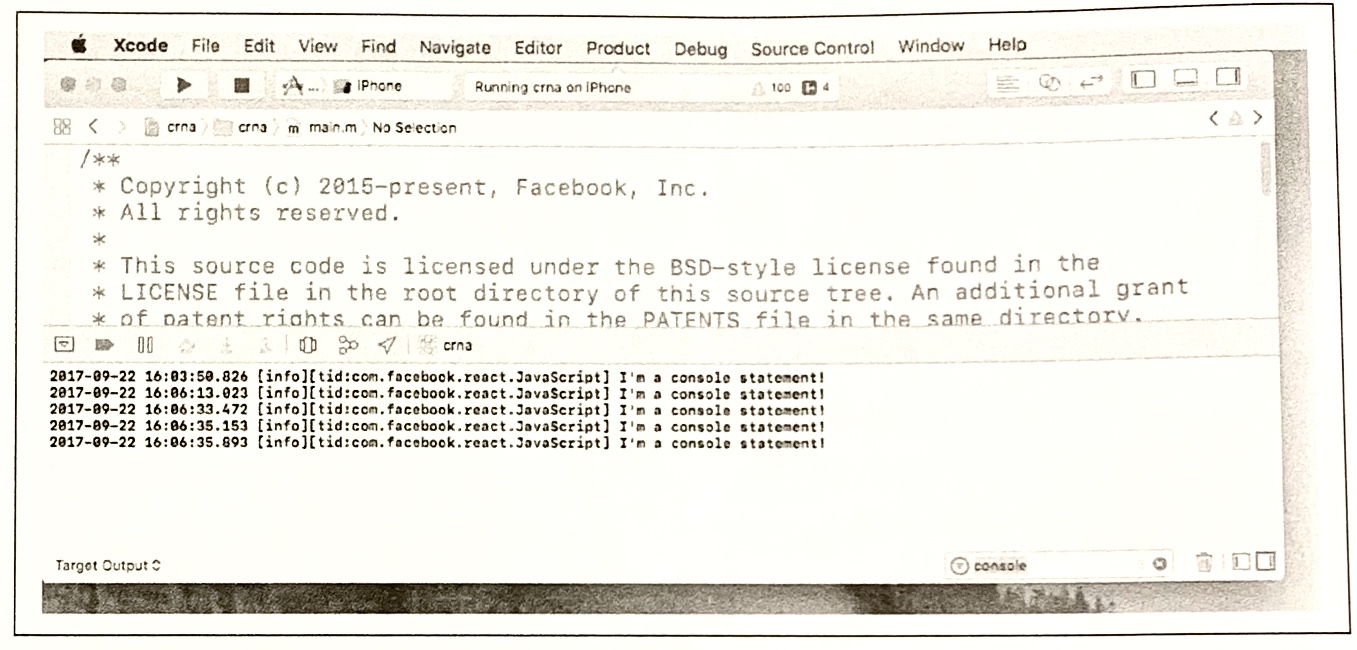 Xcode File Edit View Find Navigate Editor Product Debug Source Control Window Help
... iPhone Running crna on iPhone 100 4
crna crna m main.m No Selection
/**
* Copyright (c) 2015-present, Facebook, Inc.
* All rights reserved.
*
* This source code is licensed under the BSD-style license found in the
* LICENSE file in the root directory of this source tree. An additional grant
* of patent rights can be found in the PATENTS file in the same directory.
crna
2017-09-22 16:03:50.826 [info][tid:com.facebook.react.JavaScript] I'm a console statement!
2017-09-22 16:06:13.023 [info][tid:com.facebook.react.JavaScript] I'm a console statement!
2017-09-22 16:06:33.472 [info][tid:com.facebook.react.JavaScript] I'm a console statement!
2017-09-22 16:06:35.153 [info][tid:com.facebook.react.JavaScript] I'm a console statement!
2017-09-22 16:06:35.893 [info][tid:com.facebook.react.JavaScript] I'm a console statement!
Target Output console